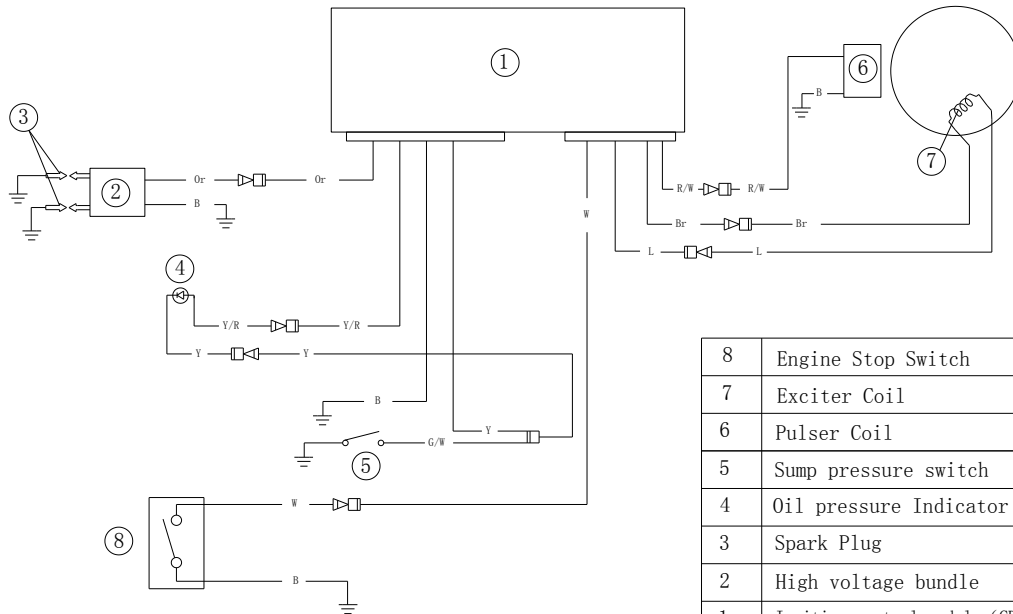 1
6
B
3
7
2
Or
Or
B
R/W
R/W
W
Br
Br
L
L
4
Y/R
Y/R
Y
Y
B
Y
G/W
5
W
8
B
8 Engine Stop Switch
7 Exciter Coil
6 Pulser Coil
5 Sump pressure switch
4 Oil pressure Indicator
3 Spark Plug
2 High voltage bundle
1